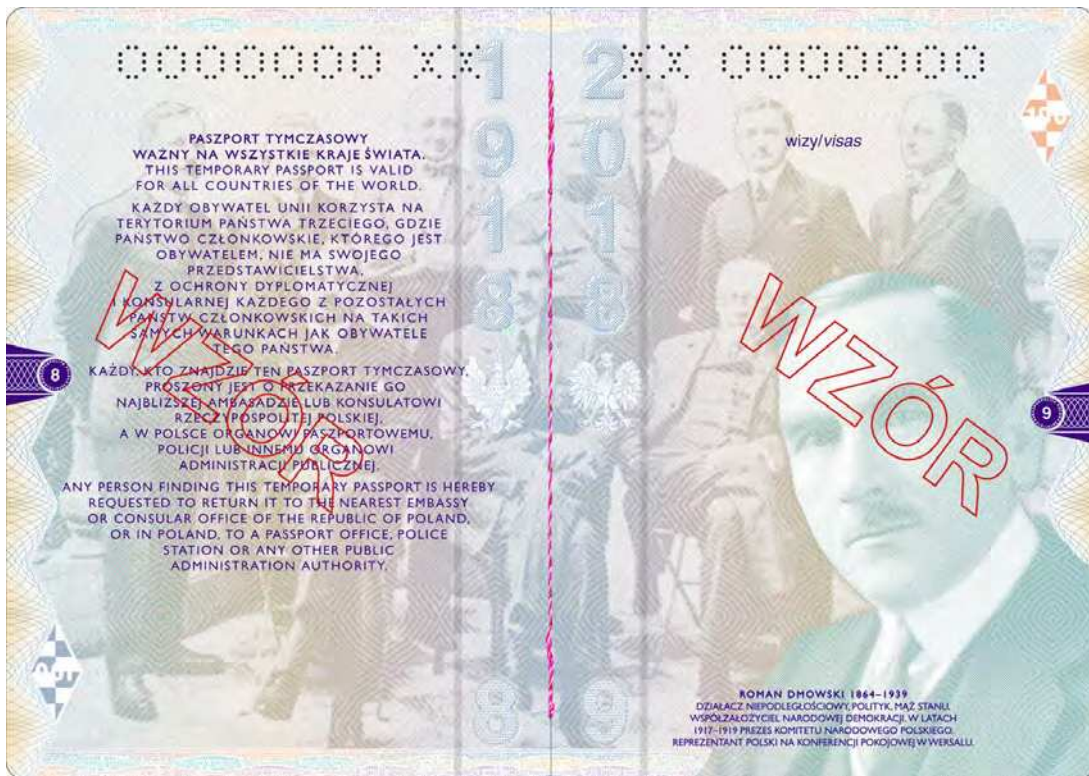 0000000 XX
PASZPORT TYMCZASOWY
WAŻNY NA WSZYSTKIE KRAJE ŚWIATA.
THIS TEMPORARY PASSPORT IS VALID
FOR ALL COUNTRIES OF THE WORLD.
KAŻDY OBYWATEL UNII KORZYSTA NA
TERYTORIUM PAŃSTWA TRZECIEGO, GDZIE
PAŃSTWO CZŁONKOWSKIE, KTÓREGO JEST
OBYWATELEM, NIE MA SWOJEGO
PRZEDSTAWICIELSTWA,
Z OCHRONY DYPLOMATYCZNEJ
I KONSULARNEJ KAŻDEGO Z POZOSTAŁYCH
PAŃSTW CZŁONKOWSKICH NA TAKICH
SAMYCH WARUNKACH JAK OBYWATELE
TEGO PAŃSTWA.
KAŻDY, KTO ZNAJDZIE TEN PASZPORT TYMCZASOWY,
PROSZONY JEST O PRZEKAZANIE GO
NAJBLIŻSZEJ AMBASADZIE LUB KONSULATOWI
RZECZYPOSPOLITEJ POLSKIEJ,
A W POLSCE ORGANOWI PASZPORTOWEMU,
POLICJI LUB INNEMU ORGANOWI
ADMINISTRACJI PUBLICZNEJ.
ANY PERSON FINDING THIS TEMPORARY PASSPORT IS HEREBY
REQUESTED TO RETURN IT TO THE NEAREST EMBASSY
OR CONSULAR OFFICE OF THE REPUBLIC OF POLAND,
OR IN POLAND, TO A PASSPORT OFFICE, POLICE
STATION OR ANY OTHER PUBLIC
ADMINISTRATION AUTHORITY.
WZÓR
8
1918
8
2018
9
XX 0000000
100
wizy/visas
WZÓR
9
ROMAN DMOWSKI 1864–1939
DZIAŁACZ NIEPODLEGŁOŚCIOWY, POLITYK, MĄŻ STANU.
WSPÓŁZAŁOŻYCIEL NARODOWEJ DEMOKRACJI. W LATACH
1917–1919 PREZES KOMITETU NARODOWEGO POLSKIEGO.
REPREZENTANT POLSKI NA KONFERENCJI POKOJOWEJ W WERSALU.